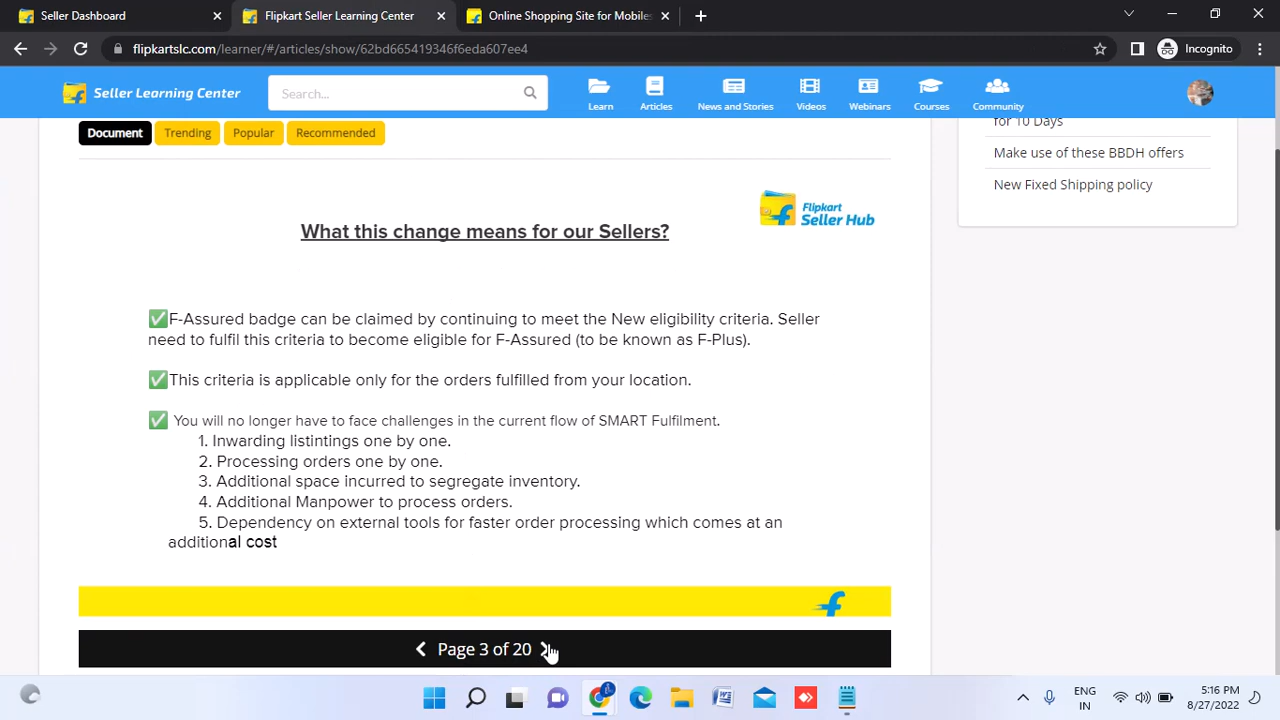 Seller Dashboard
Flipkart Seller Learning Center
Online Shopping Site for Mobiles
flipkartslc.com/learner/#/articles/show/62bd665419346f6eda607ee4
Incognito
Seller Learning Center
Search...
Learn
Articles
News and Stories
Videos
Webinars
Courses
Community
Document
Trending
Popular
Recommended
for 10 Days
Make use of these BBDH offers
New Fixed Shipping policy
Flipkart
Seller Hub
What this change means for our Sellers?
✅F-Assured badge can be claimed by continuing to meet the New eligibility criteria. Seller
need to fulfil this criteria to become eligible for F-Assured (to be known as F-Plus).
✅This criteria is applicable only for the orders fulfilled from your location.
✅ You will no longer have to face challenges in the current flow of SMART Fulfilment.
1. Inwarding listintings one by one.
2. Processing orders one by one.
3. Additional space incurred to segregate inventory.
4. Additional Manpower to process orders.
5. Dependency on external tools for faster order processing which comes at an
additional cost
Page 3 of 20
ENG
IN
5:16 PM
8/27/2022